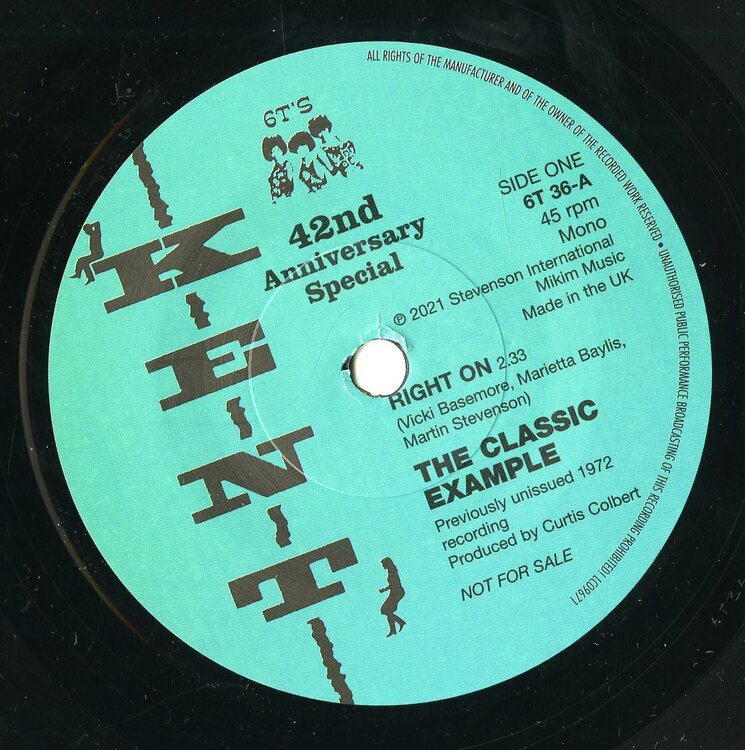 ALL RIGHTS OF THE MANUFACTURER AND OF THE OWNER OF THE RECORDED WORK RESERVED • UNAUTHORISED PUBLIC PERFORMANCE BROADCASTING OF THIS RECORDING PROHIBITED! LC09671
6T'S
42nd
Anniversary
Special
KENT
SIDE ONE
6T 36-A
45 rpm
Mono
℗ 2021 Stevenson International
Mikim Music
Made in the UK
RIGHT ON 2.33
(Vicki Basemore, Marietta Baylis,
Martin Stevenson)
THE CLASSIC
EXAMPLE
Previously unissued 1972
recording
Produced by Curtis Colbert
NOT FOR SALE